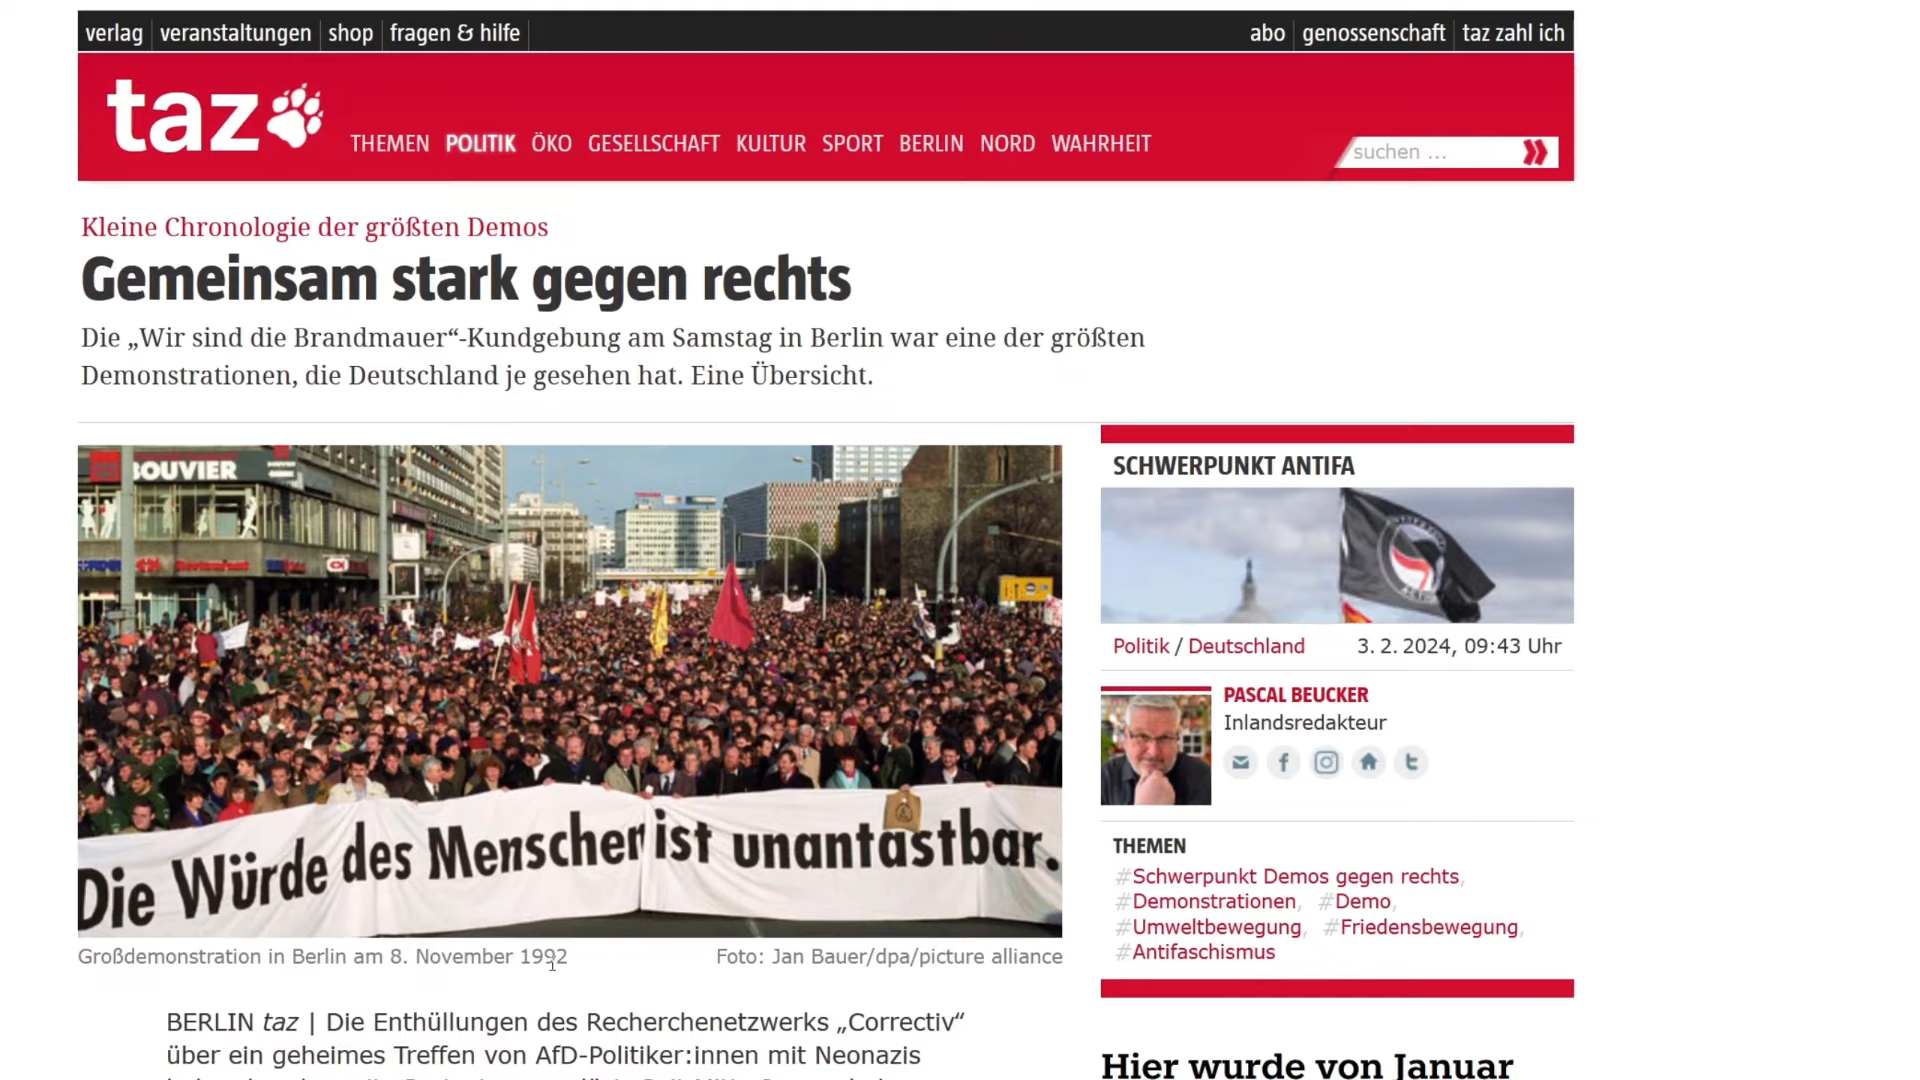 verlag veranstaltungen shop fragen & hilfe abo genossenschaft taz zahl ich
taz
THEMEN POLITIK ÖKO GESELLSCHAFT KULTUR SPORT BERLIN NORD WAHRHEIT
suchen ...
Kleine Chronologie der größten Demos
Gemeinsam stark gegen rechts
Die „Wir sind die Brandmauer“-Kundgebung am Samstag in Berlin war eine der größten
Demonstrationen, die Deutschland je gesehen hat. Eine Übersicht.
BOUVIER
Restaurant
Die Würde des Menschen ist unantastbar.
Großdemonstration in Berlin am 8. November 1992
Foto: Jan Bauer/dpa/picture alliance
BERLIN taz | Die Enthüllungen des Recherchenetzwerks „Correctiv“
über ein geheimes Treffen von AfD-Politiker:innen mit Neonazis
SCHWERPUNKT ANTIFA
Politik / Deutschland 3. 2. 2024, 09:43 Uhr
PASCAL BEUCKER
Inlandsredakteur
THEMEN
#Schwerpunkt Demos gegen rechts,
#Demonstrationen, #Demo,
#Umweltbewegung, #Friedensbewegung,
#Antifaschismus
Hier wurde von Januar